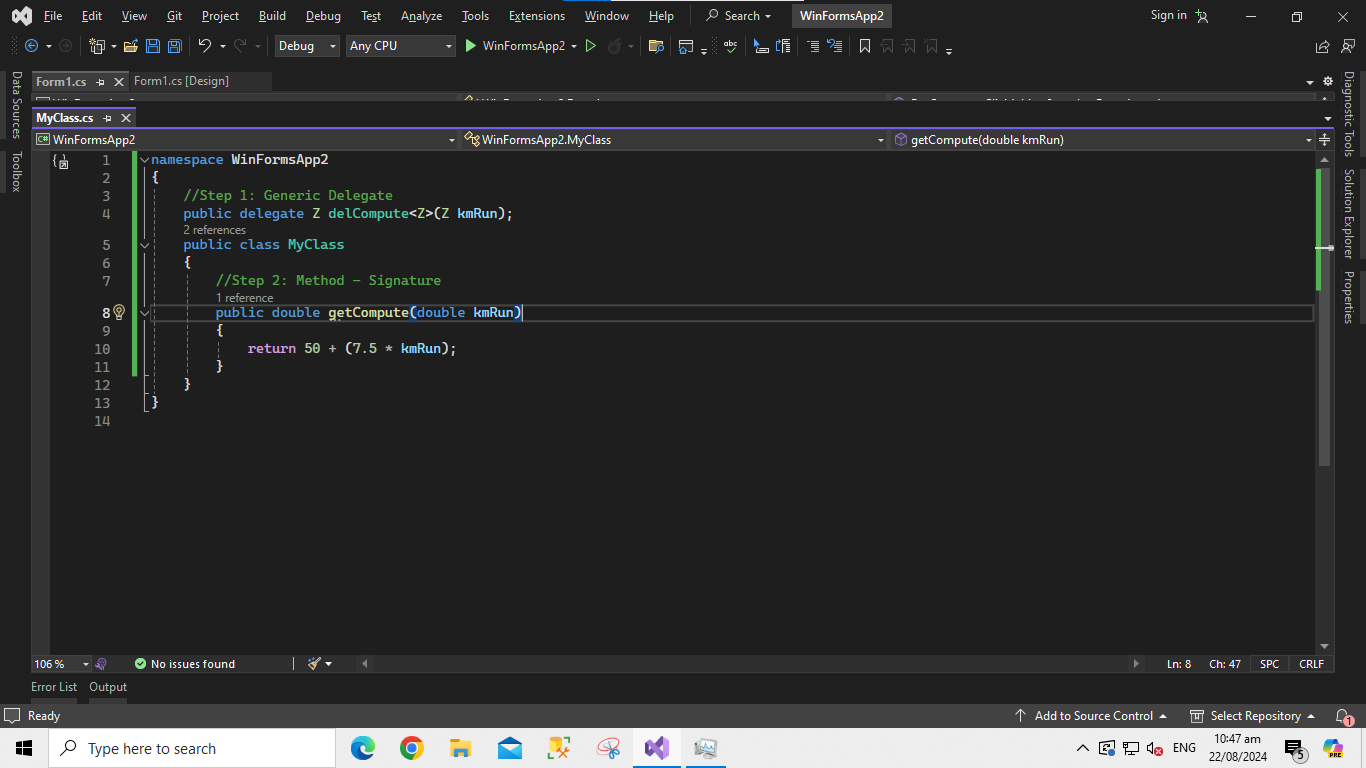 File Edit View Git Project Build Debug Test Analyze Tools Extensions Window Help Search WinFormsApp2 Sign in
Debug Any CPU WinFormsApp2
Form1.cs Form1.cs [Design]
MyClass.cs
C# WinFormsApp2 WinFormsApp2.MyClass getCompute(double kmRun)
Data Sources
Toolbox
Diagnostic Tools
Solution Explorer
Properties
1 namespace WinFormsApp2
2 {
3 //Step 1: Generic Delegate
4 public delegate Z delCompute<Z>(Z kmRun);
2 references
5 public class MyClass
6 {
7 //Step 2: Method - Signature
1 reference
8 public double getCompute(double kmRun)
9 {
10 return 50 + (7.5 * kmRun);
11 }
12 }
13 }
14
106 % No issues found Ln: 8 Ch: 47 SPC CRLF
Error List Output
Ready Add to Source Control Select Repository 1
Type here to search ENG 10:47 am
22/08/2024 5 PRE